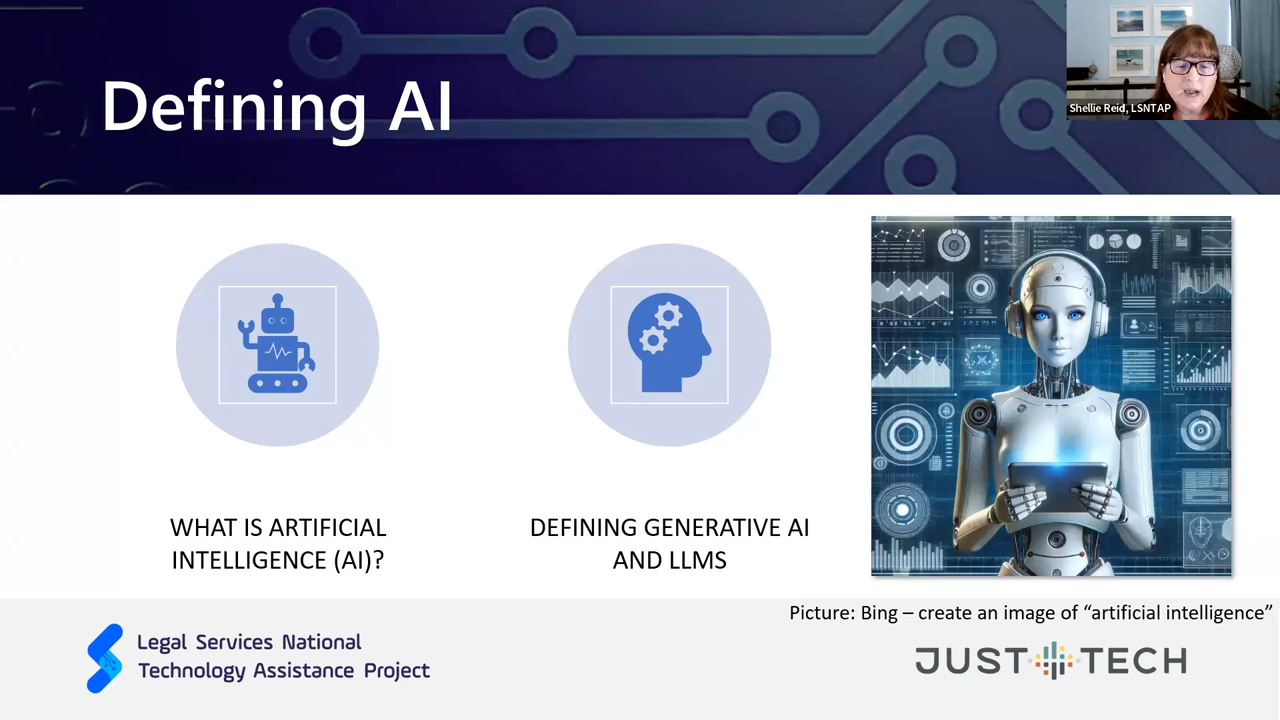 Defining AI
Shellie Reid, LSNTAP
WHAT IS ARTIFICIAL
INTELLIGENCE (AI)?
DEFINING GENERATIVE AI
AND LLMS
Picture: Bing – create an image of “artificial intelligence”
Legal Services National
Technology Assistance Project
JUST TECH